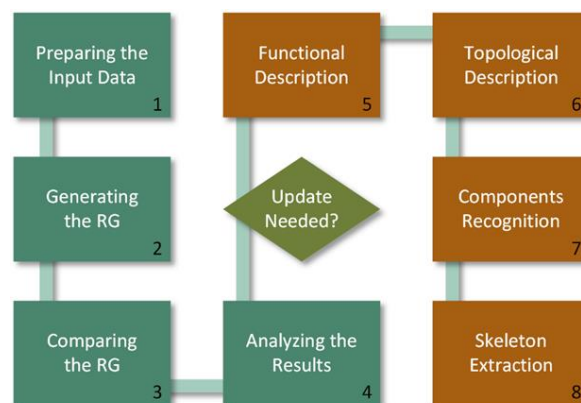 Preparing the
Input Data
1
Generating
the RG
2
Comparing
the RG
3
Analyzing the
Results
4
Update
Needed?
Functional
Description
5
Topological
Description
6
Components
Recognition
7
Skeleton
Extraction
8